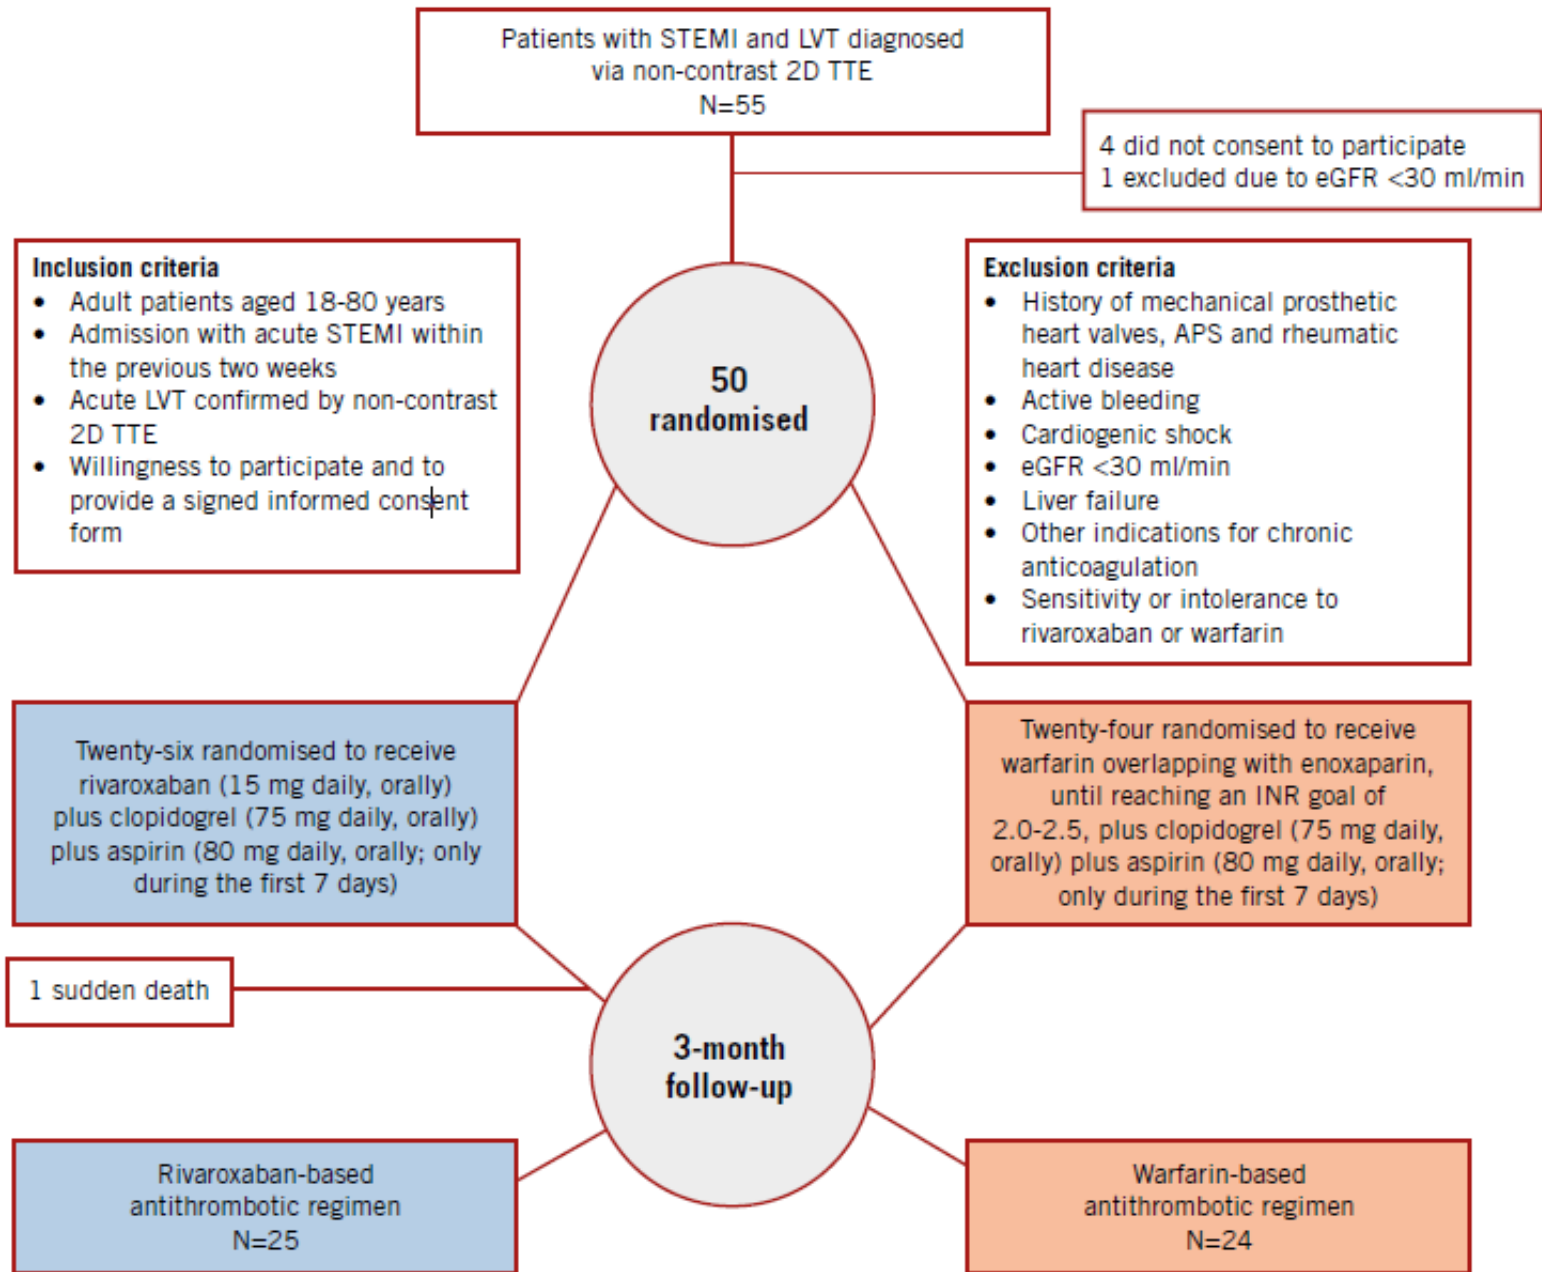 Patients with STEMI and LVT diagnosed
via non-contrast 2D TTE
N=55
4 did not consent to participate
1 excluded due to eGFR <30 ml/min
Inclusion criteria
• Adult patients aged 18-80 years
• Admission with acute STEMI within
the previous two weeks
• Acute LVT confirmed by non-contrast
2D TTE
• Willingness to participate and to
provide a signed informed consent
form
50
randomised
Exclusion criteria
• History of mechanical prosthetic
heart valves, APS and rheumatic
heart disease
• Active bleeding
• Cardiogenic shock
• eGFR <30 ml/min
• Liver failure
• Other indications for chronic
anticoagulation
• Sensitivity or intolerance to
rivaroxaban or warfarin
Twenty-six randomised to receive
rivaroxaban (15 mg daily, orally)
plus clopidogrel (75 mg daily, orally)
plus aspirin (80 mg daily, orally; only
during the first 7 days)
Twenty-four randomised to receive
warfarin overlapping with enoxaparin,
until reaching an INR goal of
2.0-2.5, plus clopidogrel (75 mg daily,
orally) plus aspirin (80 mg daily, orally;
only during the first 7 days)
1 sudden death
3-month
follow-up
Rivaroxaban-based
antithrombotic regimen
N=25
Warfarin-based
antithrombotic regimen
N=24